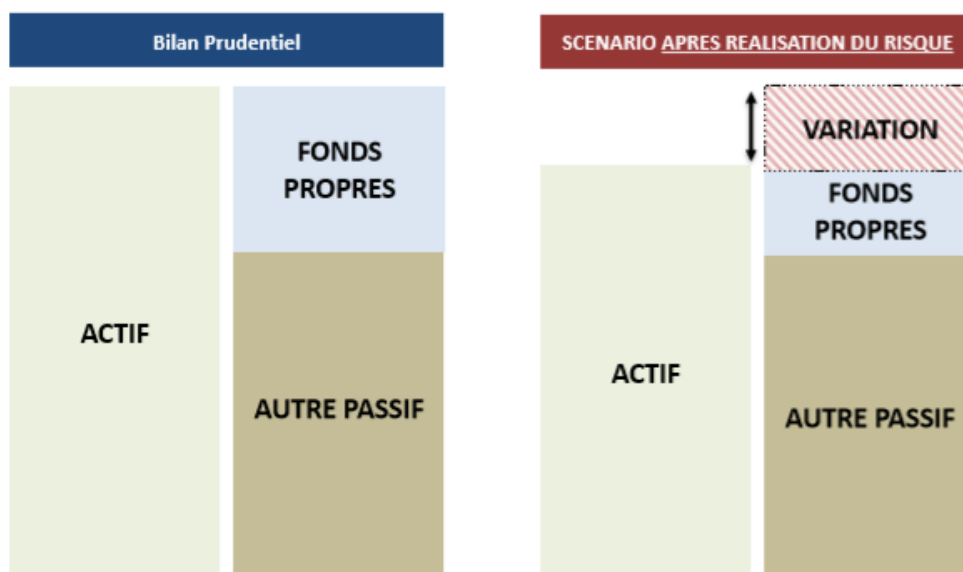 Bilan Prudentiel
ACTIF
FONDS
PROPRES
AUTRE PASSIF
SCENARIO APRES REALISATION DU RISQUE
ACTIF
VARIATION
FONDS
PROPRES
AUTRE PASSIF